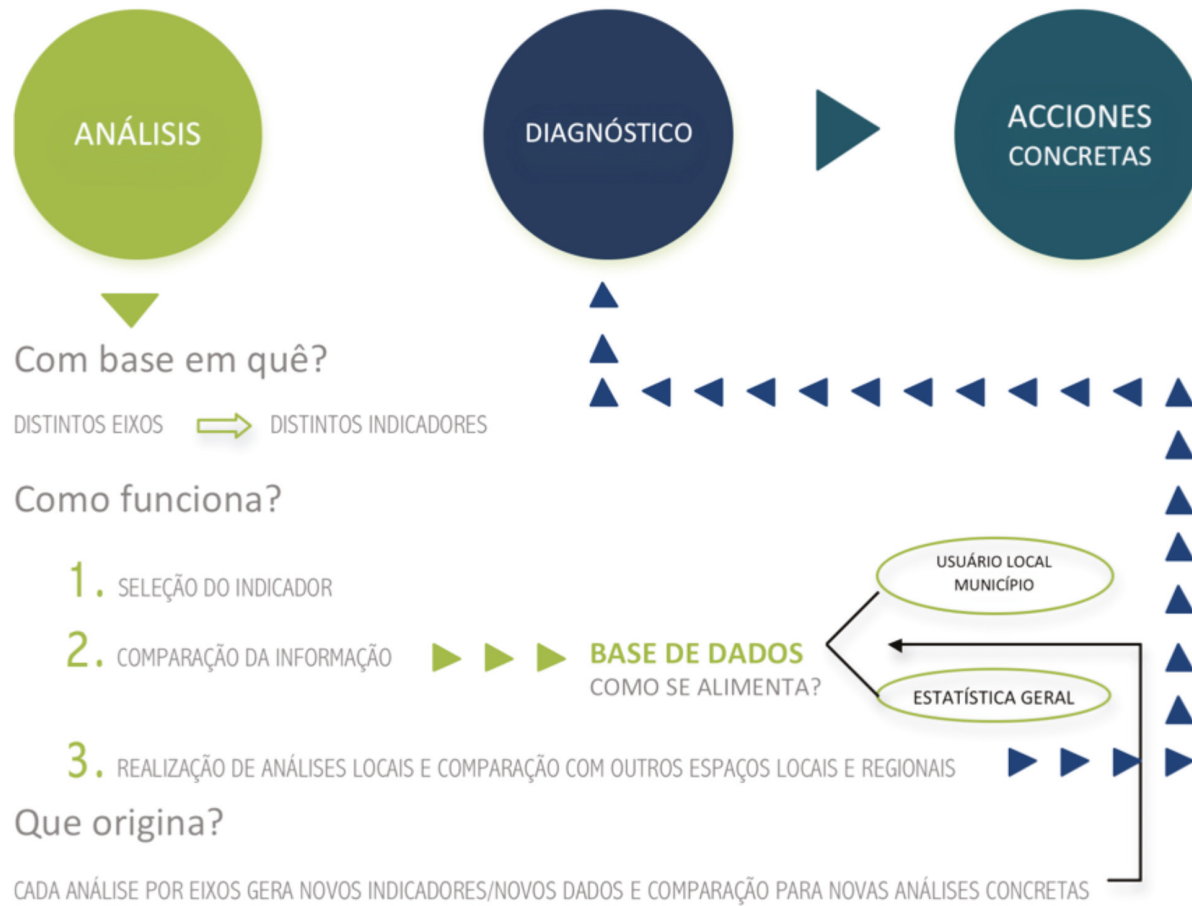 ANÁLISIS
DIAGNÓSTICO
ACCIONES
CONCRETAS
Com base em quê?
DISTINTOS EIXOS
DISTINTOS INDICADORES
Como funciona?
1. SELEÇÃO DO INDICADOR
2. COMPARAÇÃO DA INFORMAÇÃO
BASE DE DADOS
COMO SE ALIMENTA?
USUÁRIO LOCAL
MUNICÍPIO
ESTATÍSTICA GERAL
3. REALIZAÇÃO DE ANÁLISES LOCAIS E COMPARAÇÃO COM OUTROS ESPAÇOS LOCAIS E REGIONAIS
Que origina?
CADA ANÁLISE POR EIXOS GERA NOVOS INDICADORES/NOVOS DADOS E COMPARAÇÃO PARA NOVAS ANÁLISES CONCRETAS